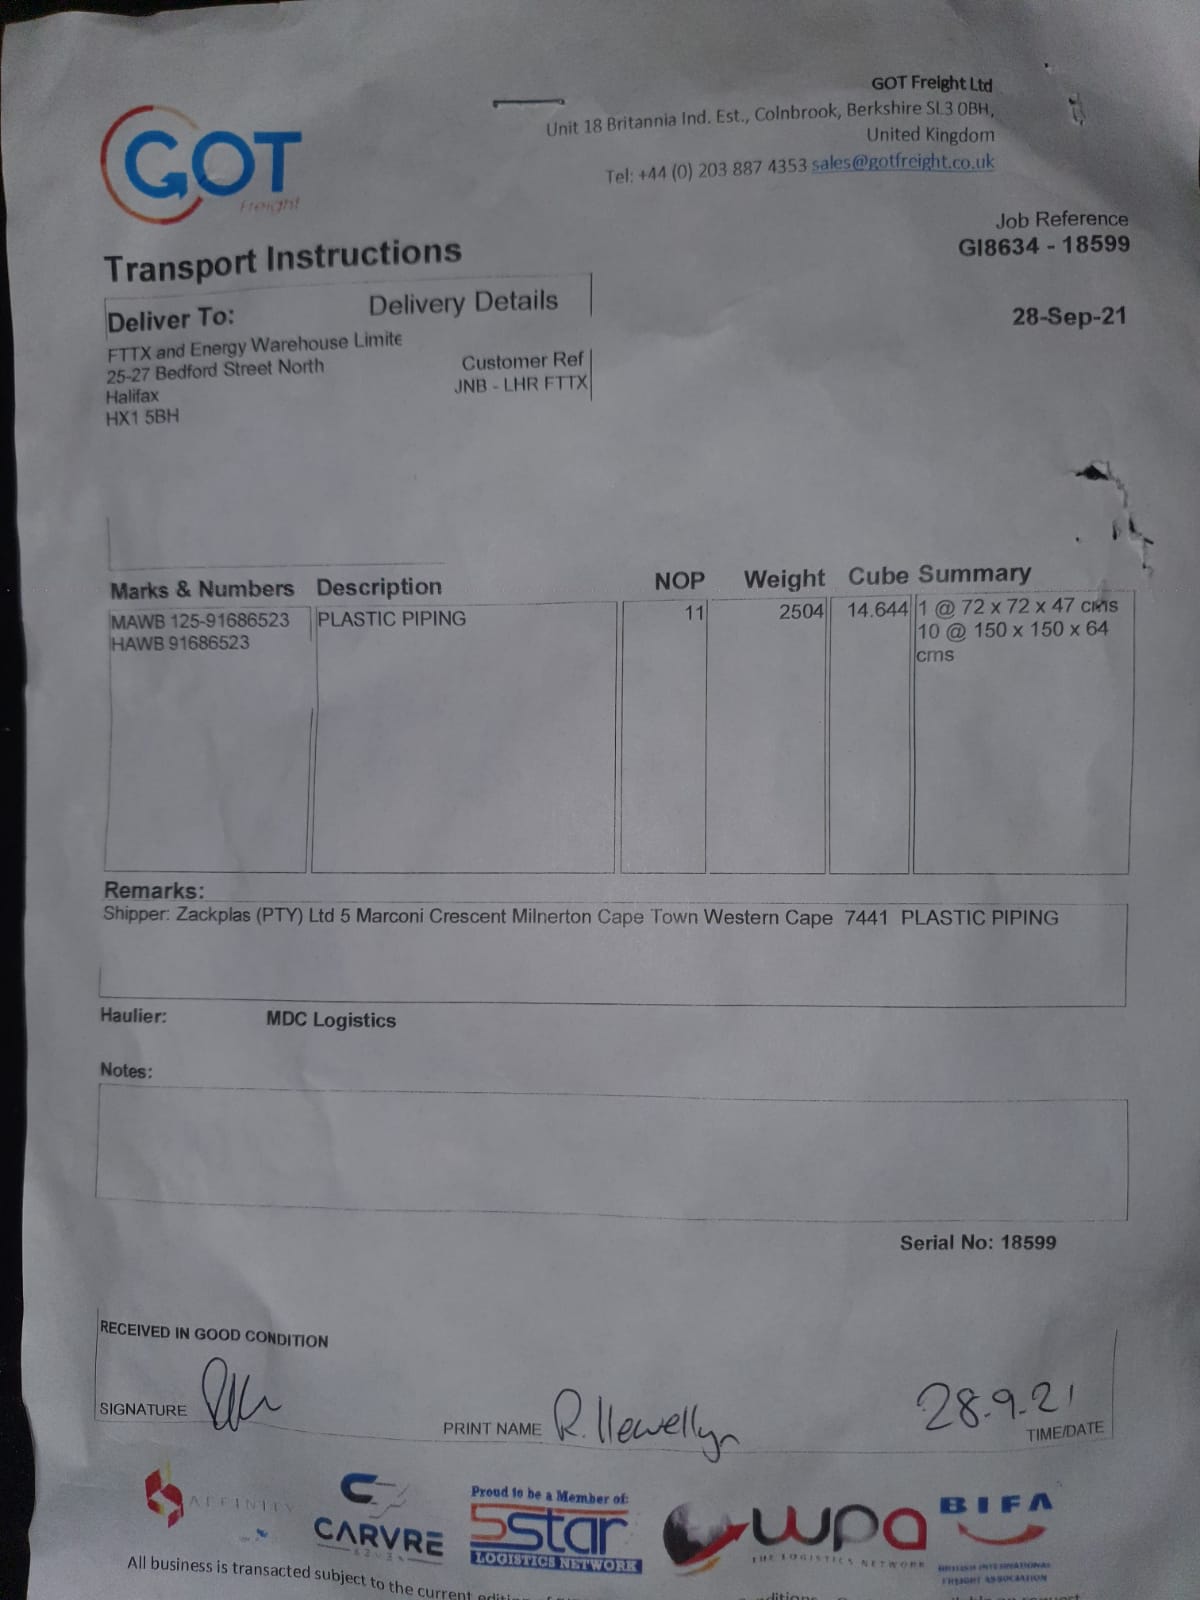 GOT Freight Ltd
Unit 18 Britannia Ind. Est., Colnbrook, Berkshire SL3 0BH,
United Kingdom
Tel: +44 (0) 203 887 4353 sales@gotfreight.co.uk
GOT
Freight
Job Reference
GI8634 - 18599
28-Sep-21
Transport Instructions
Deliver To: Delivery Details
FTTX and Energy Warehouse Limite
25-27 Bedford Street North
Halifax
HX1 5BH
Customer Ref
JNB - LHR FTTX
Marks & Numbers Description NOP Weight Cube Summary
MAWB 125-91686523 PLASTIC PIPING 11 2504 14.644 1 @ 72 x 72 x 47 cms
HAWB 91686523 10 @ 150 x 150 x 64
cms
Remarks:
Shipper: Zackplas (PTY) Ltd 5 Marconi Crescent Milnerton Cape Town Western Cape 7441 PLASTIC PIPING
Haulier: MDC Logistics
Notes:
Serial No: 18599
RECEIVED IN GOOD CONDITION
SIGNATURE
PRINT NAME R. Llewellyn
28.9.21
TIME/DATE
AFFINITY
CARVRE
Proud to be a Member of:
5star
LOGISTICS NETWORK
wpa
THE LOGISTICS NETWORK
BIFA
BRITISH INTERNATIONAL
FREIGHT ASSOCIATION
All business is transacted subject to the current